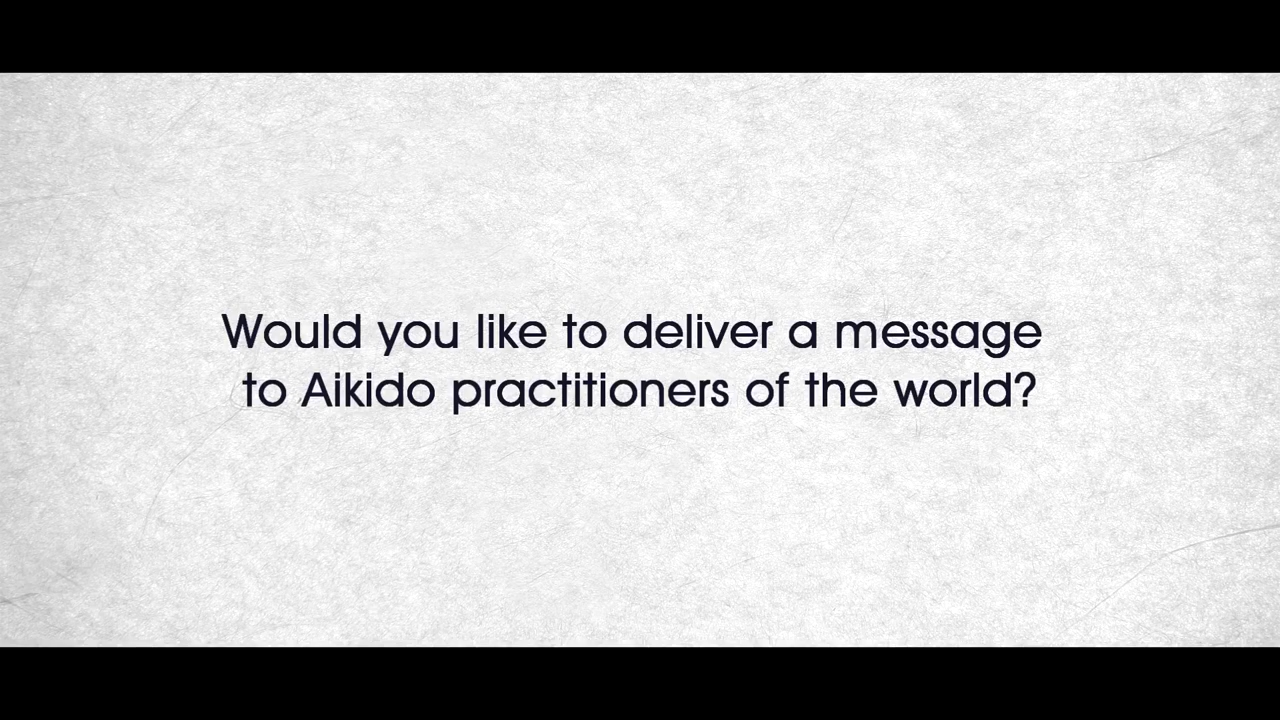 Would you like to deliver a message
to Aikido practitioners of the world?